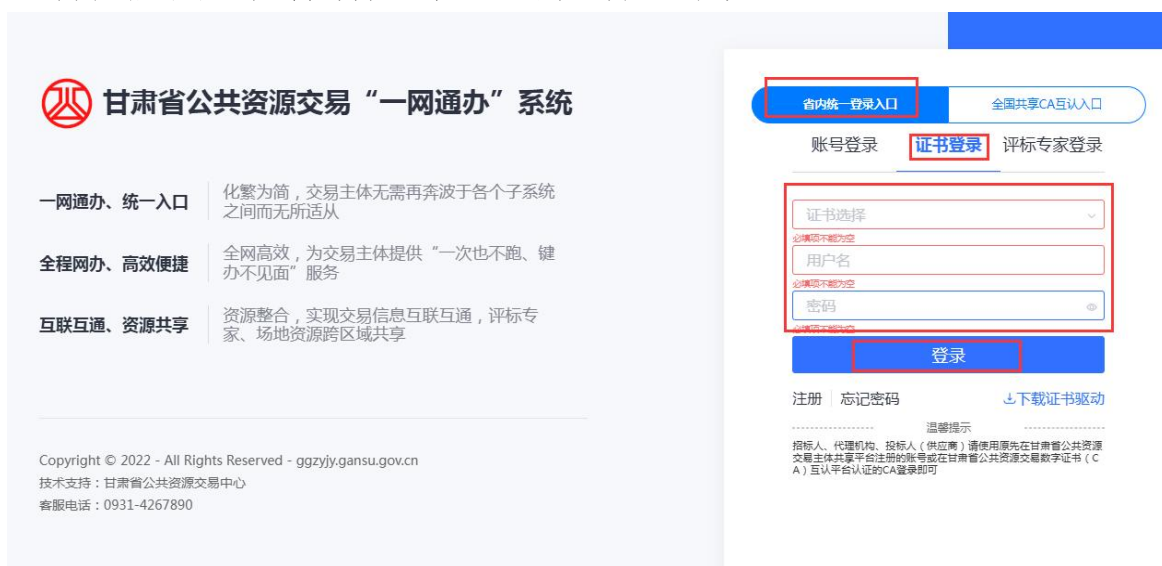 甘肃省公共资源交易“一网通办”系统
一网通办、统一入口
化繁为简，交易主体无需再奔波于各个子系统
之间而无所适从
全程网办、高效便捷
全网高效，为交易主体提供“一次也不跑、键
办不见面”服务
互联互通、资源共享
资源整合，实现交易信息互联互通，评标专
家、场地资源跨区域共享
Copyright © 2022 - All Rights Reserved - ggzyjy.gansu.gov.cn
技术支持：甘肃省公共资源交易中心
客服电话：0931-4267890
省内统一登录入口
全国共享CA互认入口
账号登录 证书登录 评标专家登录
证书选择
必填项不能为空
用户名
必填项不能为空
密码
必填项不能为空
登录
注册 忘记密码
下载证书驱动
温馨提示
招标人、代理机构、投标人（供应商）请使用原先在甘肃省公共资源
交易主体共享平台注册的账号或在甘肃省公共资源交易数字证书（C
A）互认平台认证的CA登录即可